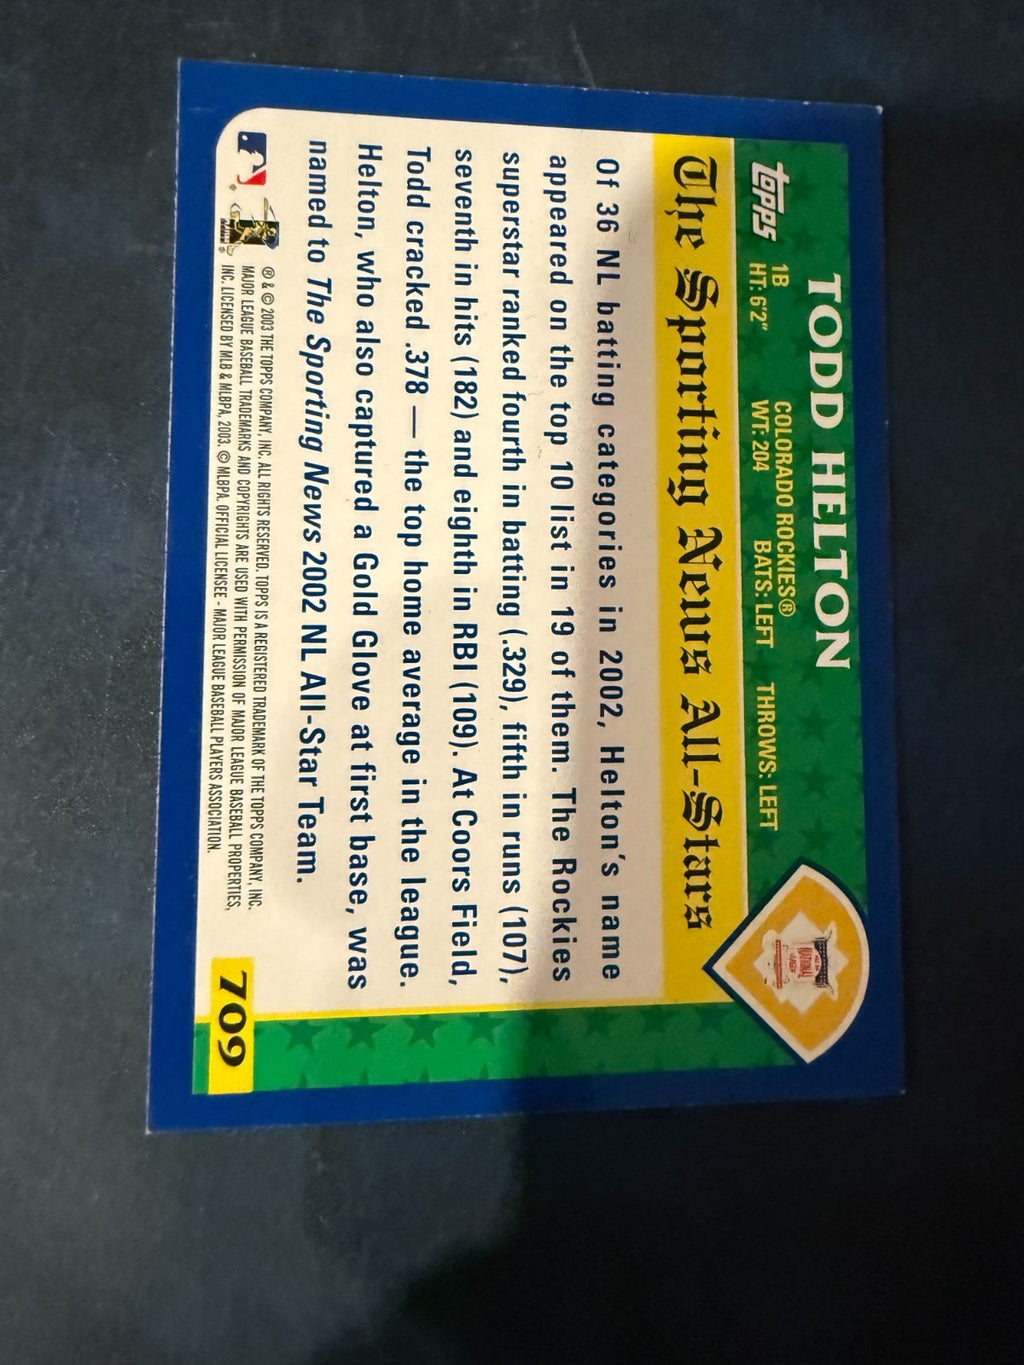 TODD HELTON
topps
1B COLORADO ROCKIES®
HT: 6'2" WT: 204 BATS: LEFT THROWS: LEFT
The Sporting News All-Stars
NATIONAL
LEAGUE
Of 36 NL batting categories in 2002, Helton's name
appeared on the top 10 list in 19 of them. The Rockies
superstar ranked fourth in batting (.329), fifth in runs (107),
seventh in hits (182) and eighth in RBI (109). At Coors Field,
Todd cracked .378 — the top home average in the league.
Helton, who also captured a Gold Glove at first base, was
named to The Sporting News 2002 NL All-Star Team.
® & © 2003 THE TOPPS COMPANY, INC. ALL RIGHTS RESERVED. TOPPS IS A REGISTERED TRADEMARK OF THE TOPPS COMPANY, INC.
MAJOR LEAGUE BASEBALL TRADEMARKS AND COPYRIGHTS ARE USED WITH PERMISSION OF MAJOR LEAGUE BASEBALL PROPERTIES,
INC. LICENSED BY MLB & MLBPA, 2003. © MLBPA. OFFICIAL LICENSEE - MAJOR LEAGUE BASEBALL PLAYERS ASSOCIATION.
709